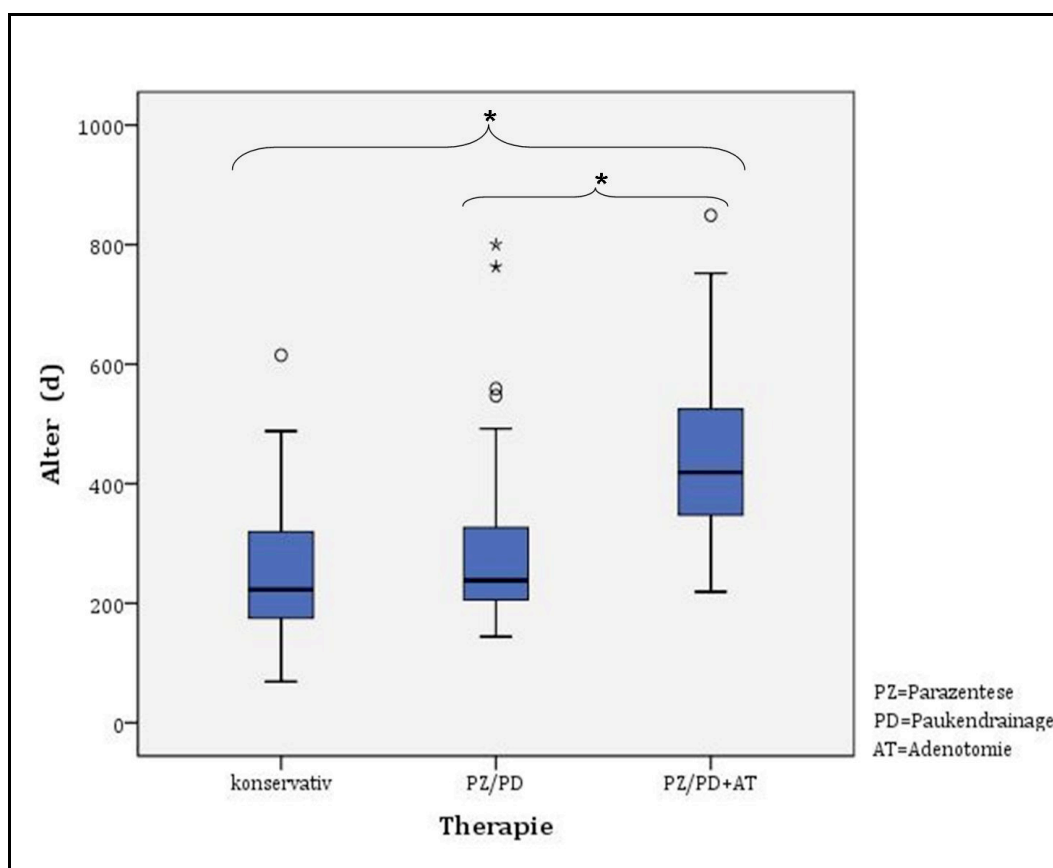 *
*
1000
800
600
400
200
0
Alter (d)
konservativ
PZ/PD
PZ/PD+AT
Therapie
PZ=Parazentese
PD=Paukendrainage
AT=Adenotomie